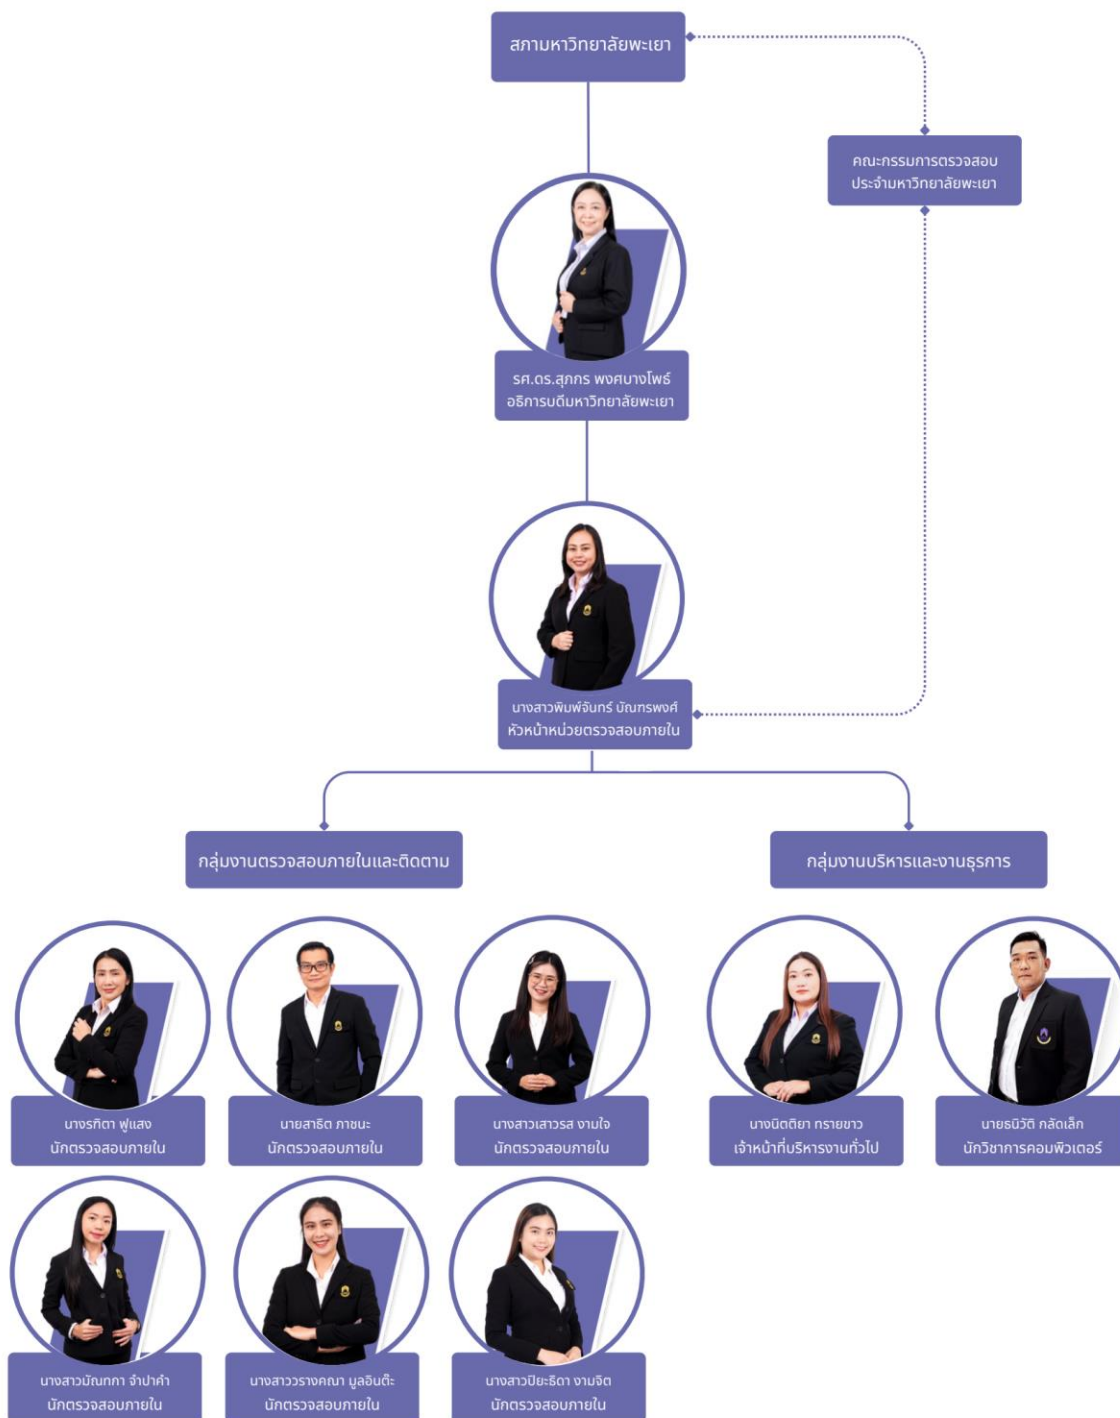 สภามหาวิทยาลัยพะเยา
คณะกรรมการตรวจสอบ
ประจำมหาวิทยาลัยพะเยา
รศ.ดร.สุภกร พงศบางโพธิ์
อธิการบดีมหาวิทยาลัยพะเยา
นางสาวพิมพ์จันทร์ บัณฑรพงศ์
หัวหน้าหน่วยตรวจสอบภายใน
กลุ่มงานตรวจสอบภายในและติดตาม
กลุ่มงานบริหารและงานธุรการ
นางรฑิตา ฟูแสง
นักตรวจสอบภายใน
นายสาธิต ภาชนะ
นักตรวจสอบภายใน
นางสาวเสาวรส งามใจ
นักตรวจสอบภายใน
นางนิตติยา ทรายขาว
เจ้าหน้าที่บริหารงานทั่วไป
นายธนิวัติ กลัดเล็ก
นักวิชาการคอมพิวเตอร์
นางสาวมัณฑกา จำปาคำ
นักตรวจสอบภายใน
นางสาววรางคณา มูลอินต๊ะ
นักตรวจสอบภายใน
นางสาวปิยะธิดา งามจิต
นักตรวจสอบภายใน